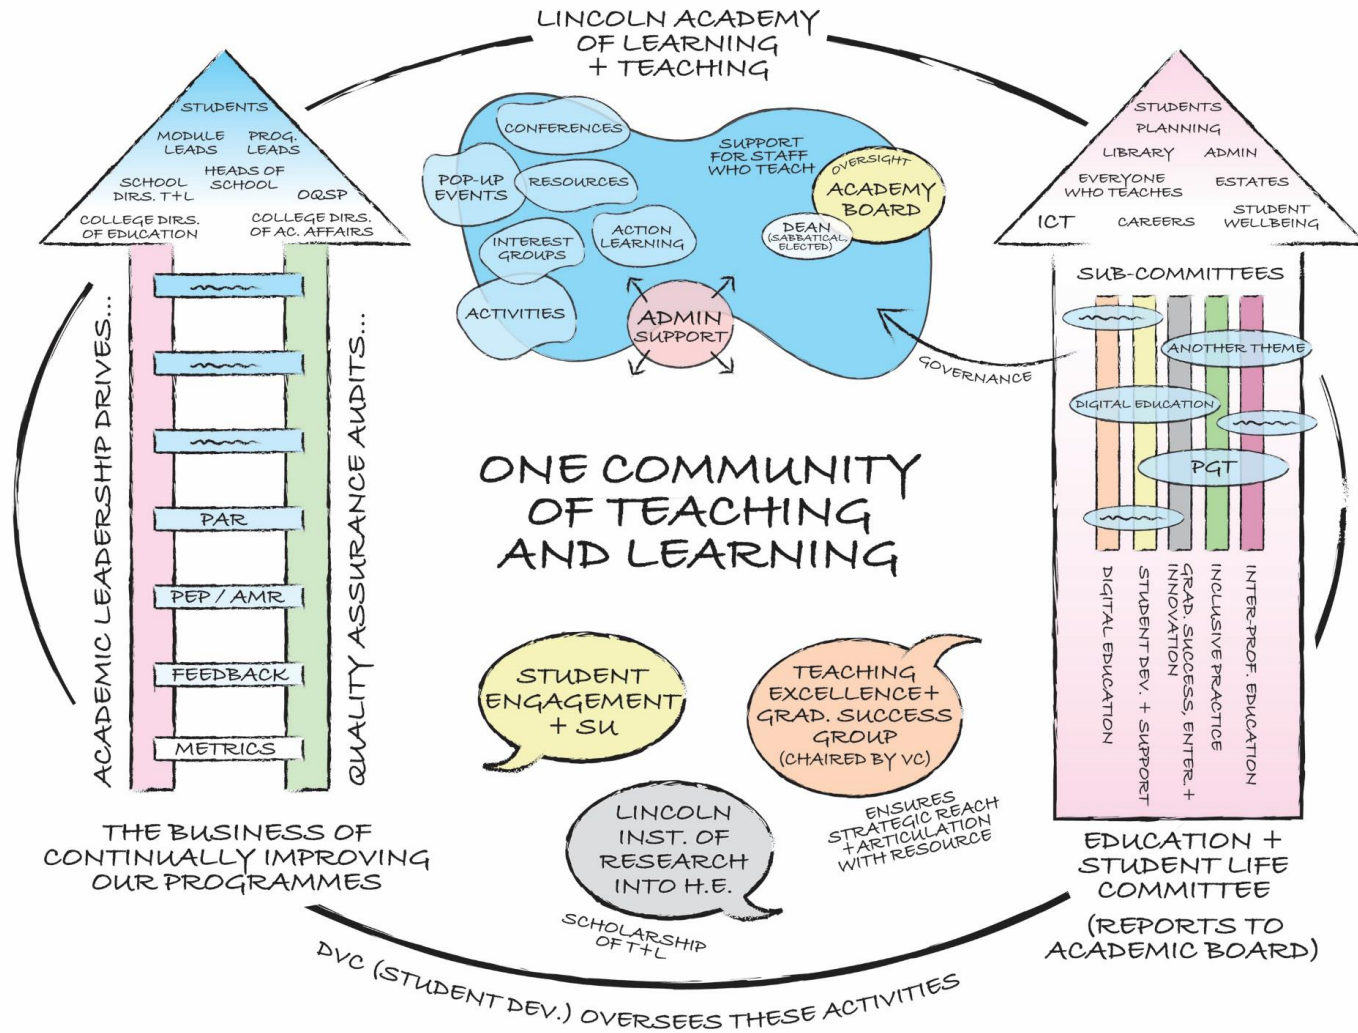 LINCOLN ACADEMY
OF LEARNING
+ TEACHING
STUDENTS
MODULE
LEADS
PROG.
LEADS
HEADS OF
SCHOOL
SCHOOL
DIRS. T+L
OQSP
COLLEGE DIRS.
OF EDUCATION
COLLEGE DIRS.
OF AC. AFFAIRS
ACADEMIC LEADERSHIP DRIVES...
QUALITY ASSURANCE AUDITS...
PAR
PEP / AMR
FEEDBACK
METRICS
THE BUSINESS OF
CONTINUALLY IMPROVING
OUR PROGRAMMES
CONFERENCES
POP-UP
EVENTS
RESOURCES
INTEREST
GROUPS
ACTION
LEARNING
ACTIVITIES
SUPPORT
FOR STAFF
WHO TEACH
OVERSIGHT
ACADEMY
BOARD
DEAN
(SABBATICAL,
ELECTED)
ADMIN
SUPPORT
GOVERNANCE
ONE COMMUNITY
OF TEACHING
AND LEARNING
STUDENT
ENGAGEMENT
+ SU
TEACHING
EXCELLENCE+
GRAD. SUCCESS
GROUP
(CHAIRED BY VC)
ENSURES
STRATEGIC REACH
+ARTICULATION
WITH RESOURCE
LINCOLN
INST. OF
RESEARCH
INTO H.E.
SCHOLARSHIP
OF T+L
STUDENTS
PLANNING
LIBRARY
ADMIN
EVERYONE
WHO TEACHES
ESTATES
ICT
CAREERS
STUDENT
WELLBEING
SUB-COMMITTEES
ANOTHER THEME
DIGITAL EDUCATION
PGT
DIGITAL EDUCATION
STUDENT DEV. + SUPPORT
GRAD. SUCCESS, ENTER. +
INNOVATION
INCLUSIVE PRACTICE
INTER-PROF. EDUCATION
EDUCATION +
STUDENT LIFE
COMMITTEE
(REPORTS TO
ACADEMIC BOARD)
DVC (STUDENT DEV.) OVERSEES THESE ACTIVITIES